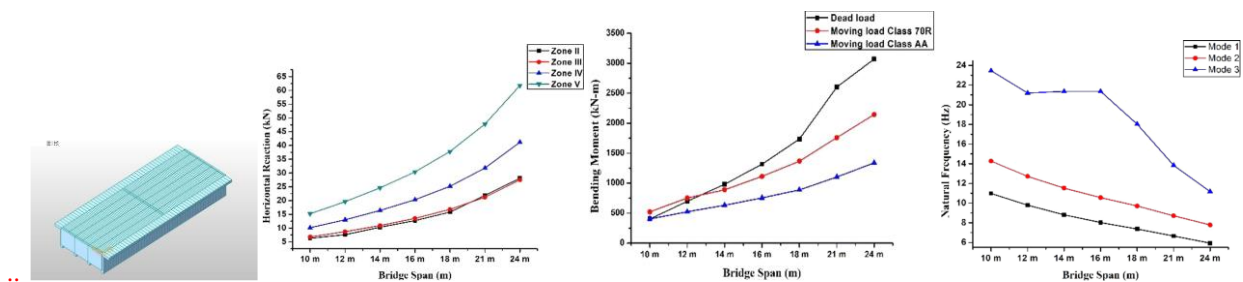 Zone II
Zone III
Zone IV
Zone V
Horizontal Reaction (kN)
65
60
55
50
45
40
35
30
25
20
15
10
5
10 m 12 m 14 m 16 m 18 m 21 m 24 m
Bridge Span (m)
Dead load
Moving load Class 70R
Moving load Class AA
Bending Moment (kN-m)
3500
3000
2500
2000
1500
1000
500
0
10 m 12 m 14 m 16 m 18 m 21 m 24 m
Bridge Span (m)
Mode 1
Mode 2
Mode 3
Natural Frequency (Hz)
24
22
20
18
16
14
12
10
8
6
10 m 12 m 14 m 16 m 18 m 21 m 24 m
Bridge Span (m)